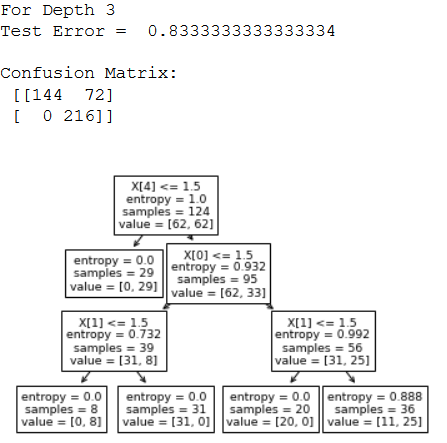 For Depth 3
Test Error =  0.8333333333333334
Confusion Matrix:
[[144  72]
[  0 216]]
X[4] <= 1.5
entropy = 1.0
samples = 124
value = [62, 62]
entropy = 0.0
samples = 29
value = [0, 29]
X[0] <= 1.5
entropy = 0.932
samples = 95
value = [62, 33]
X[1] <= 1.5
entropy = 0.732
samples = 39
value = [31, 8]
X[1] <= 1.5
entropy = 0.992
samples = 56
value = [31, 25]
entropy = 0.0
samples = 8
value = [0, 8]
entropy = 0.0
samples = 31
value = [31, 0]
entropy = 0.0
samples = 20
value = [20, 0]
entropy = 0.888
samples = 36
value = [11, 25]